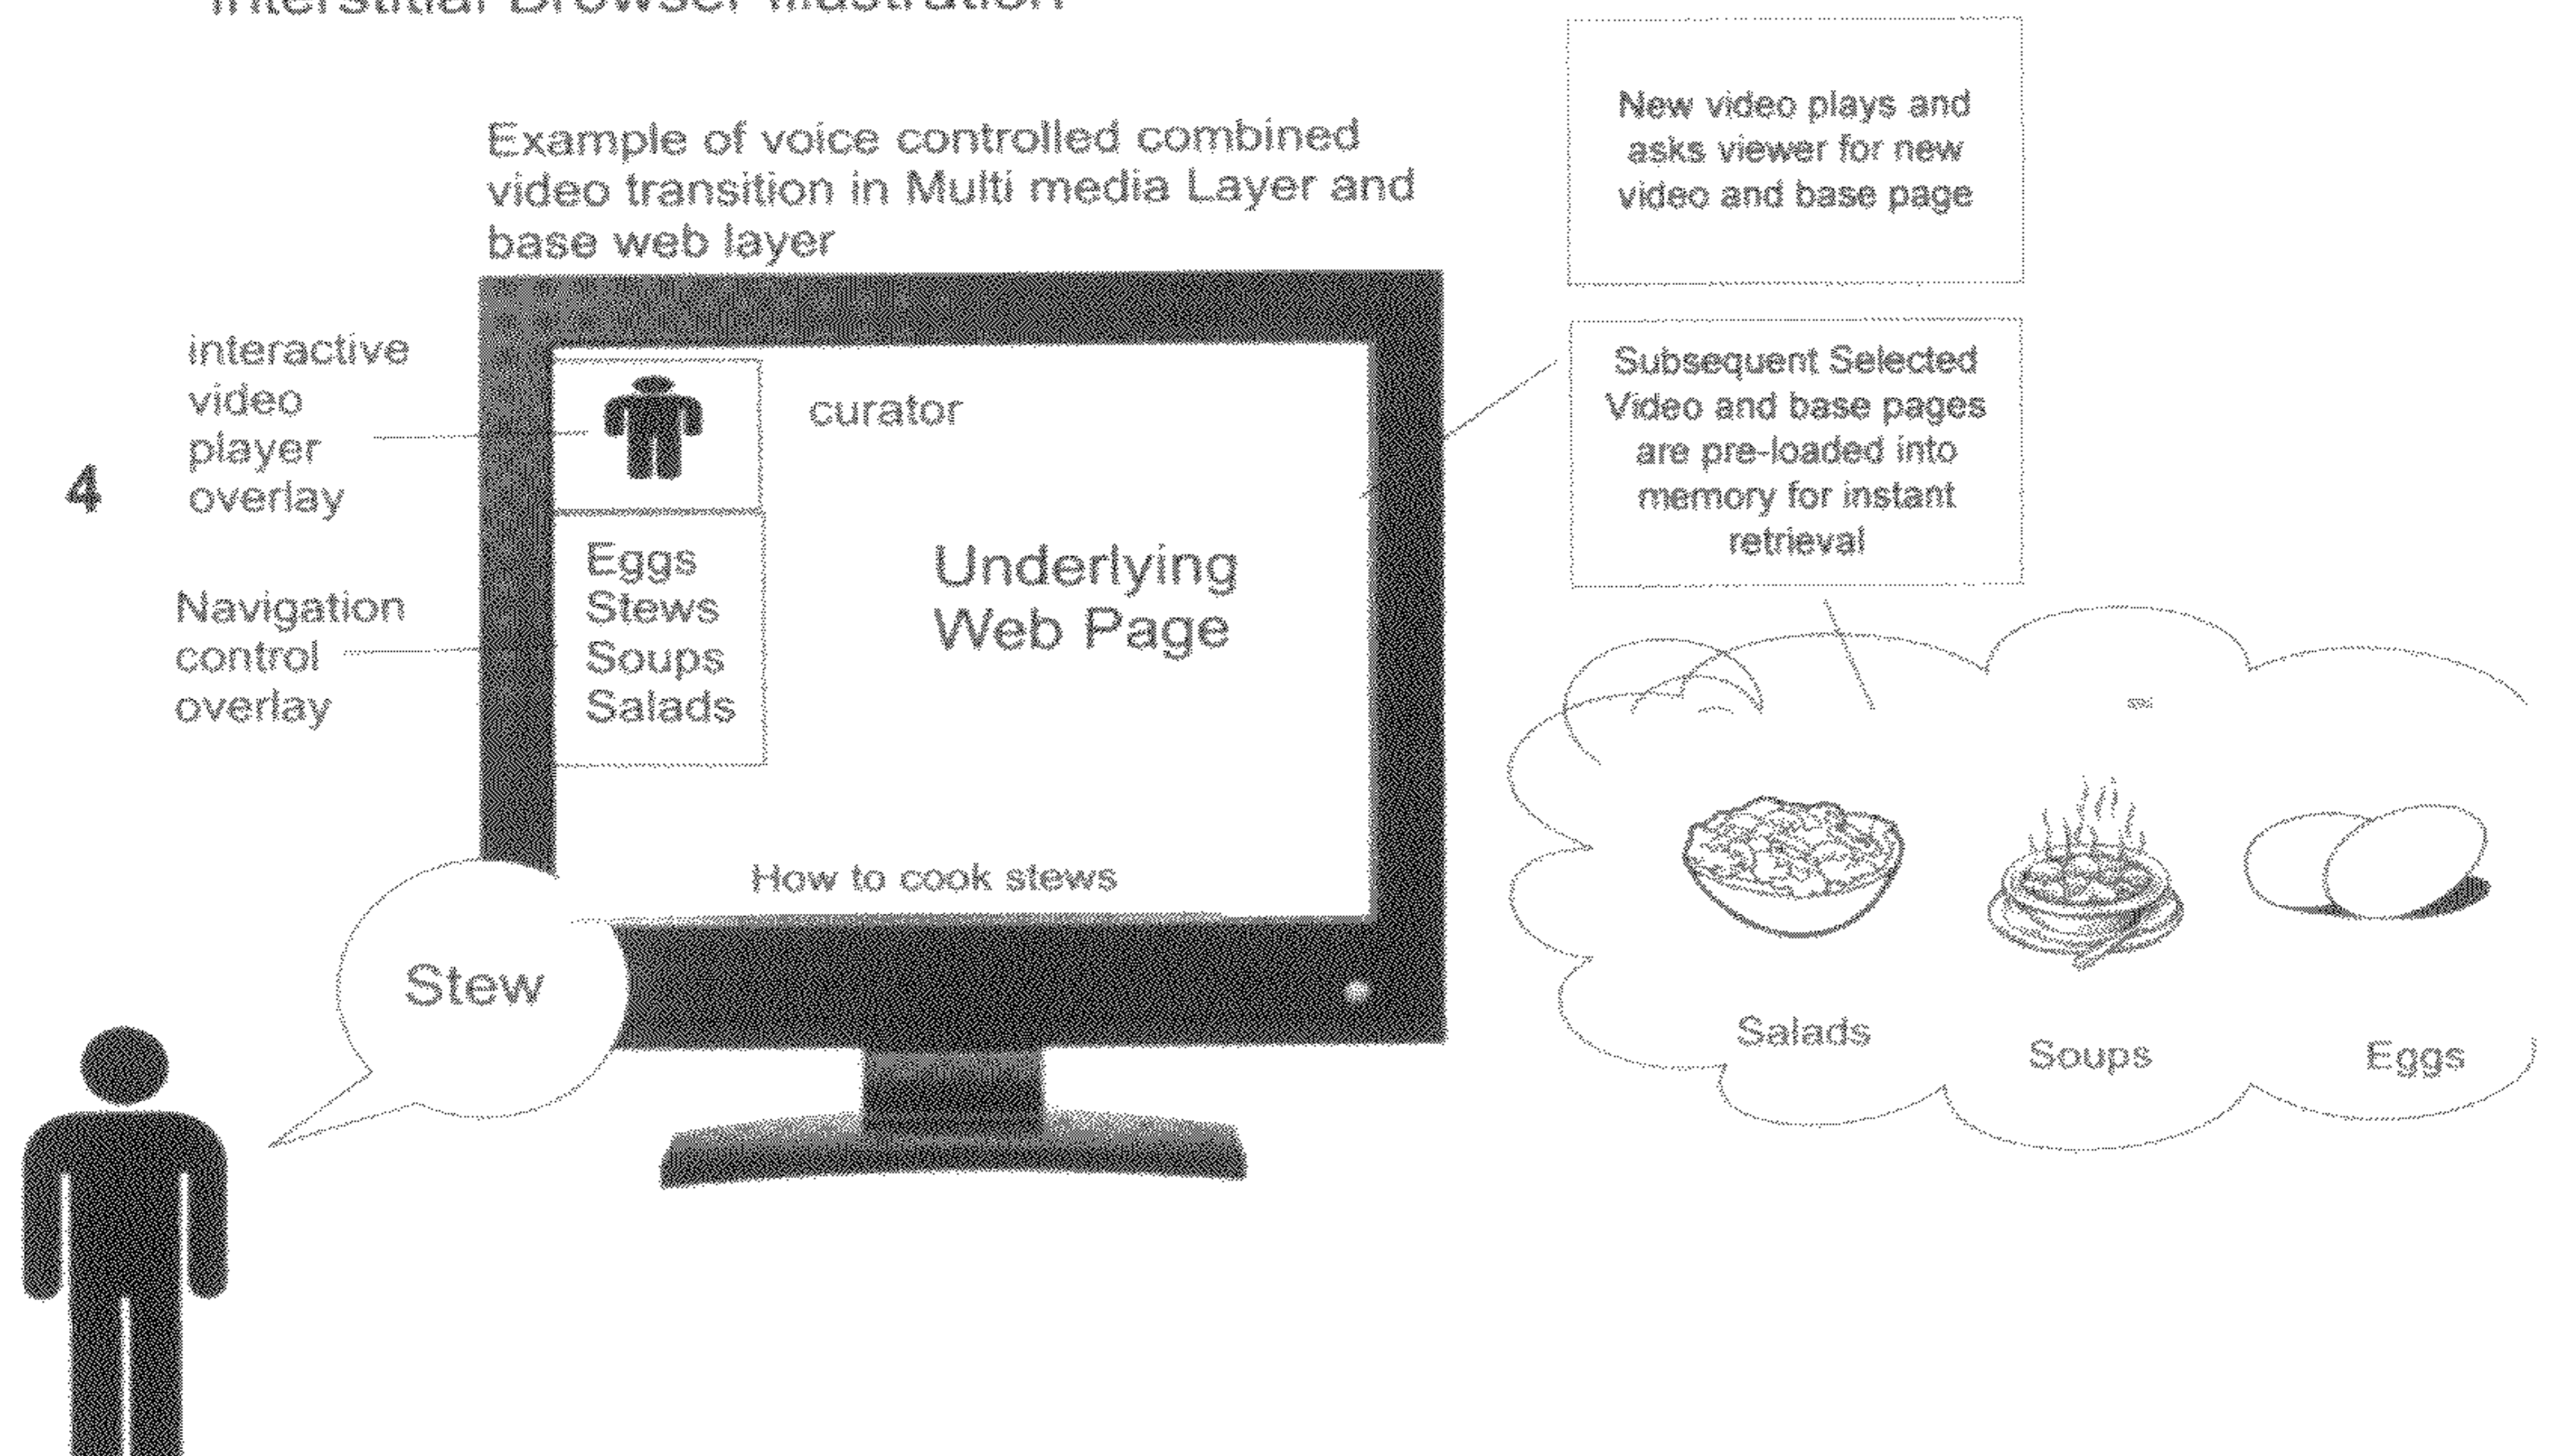 Interstitial Browser Illustration
Example of voice controlled combined
video transition in Multi media Layer and
base web layer
New video plays and
asks viewer for new
video and base page
Subsequent Selected
Video and base pages
are pre-loaded into
memory for instant
retrieval
4
interactive
video
player
overlay
Navigation
control
overlay
curator
Eggs
Stews
Soups
Salads
Underlying
Web Page
How to cook stews
Stew
Salads
Soups
Eggs